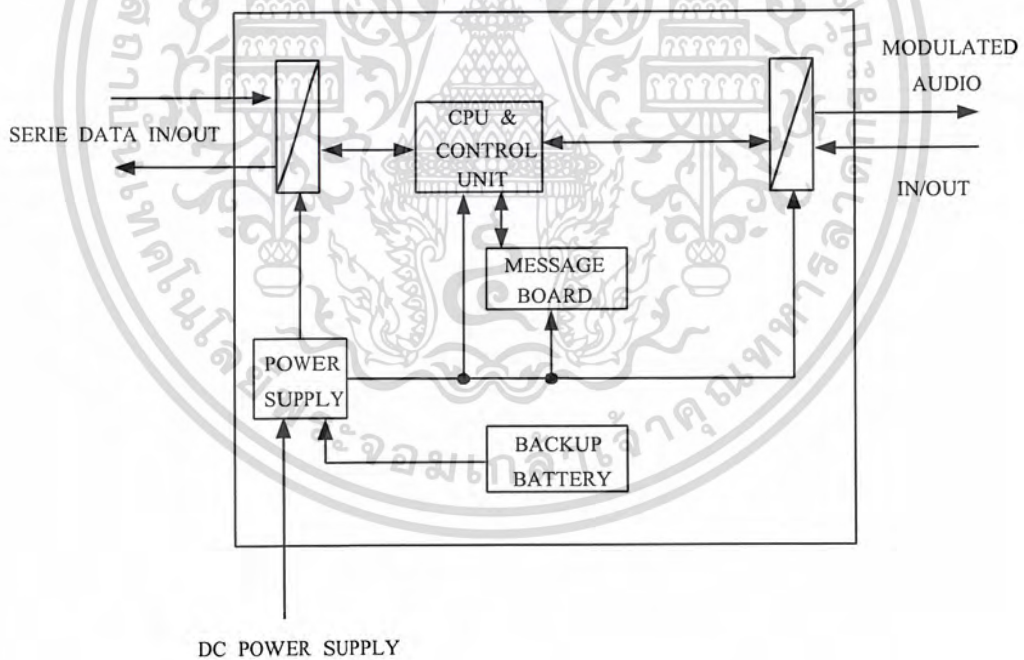 MODULATED
AUDIO
SERIE DATA IN/OUT
CPU &
CONTROL
UNIT
IN/OUT
MESSAGE
BOARD
POWER
SUPPLY
BACKUP
BATTERY
DC POWER SUPPLY